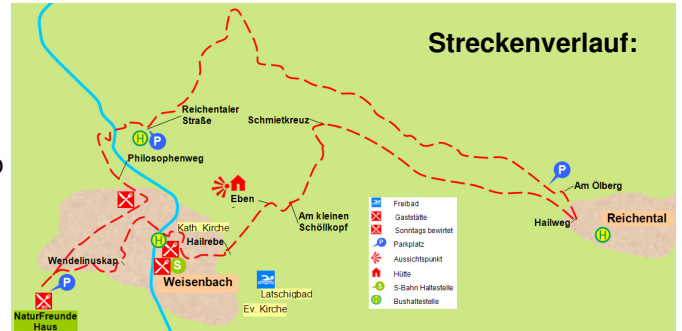 Streckenverlauf:
Reichentaler
Straße
H
P
Schmietkreuz
Philosophenweg
P
Am Ölberg
Eben
Hailweg
Reichental
H
Am kleinen
Schöllkopf
Freibad
Gaststätte
Sonntags bewirtet
Parkplatz
Aussichtspunkt
Hütte
S-Bahn Haltestelle
Bushaltestelle
Kath. Kirche
H
Hailrebe
Wendelinuskap
S
P
Weisenbach
Latschigbad
Ev. Kirche
NaturFreunde
Haus